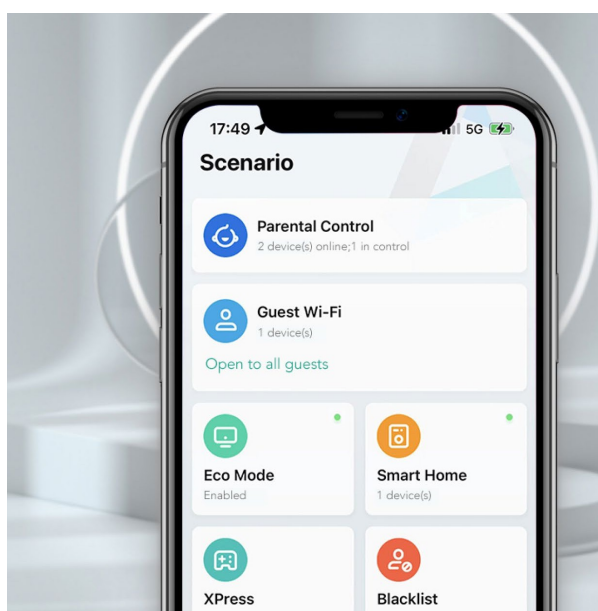 17:49
5G
Scenario
Parental Control
2 device(s) online;1 in control
Guest Wi-Fi
1 device(s)
Open to all guests
Eco Mode
Enabled
Smart Home
1 device(s)
XPress
Blacklist